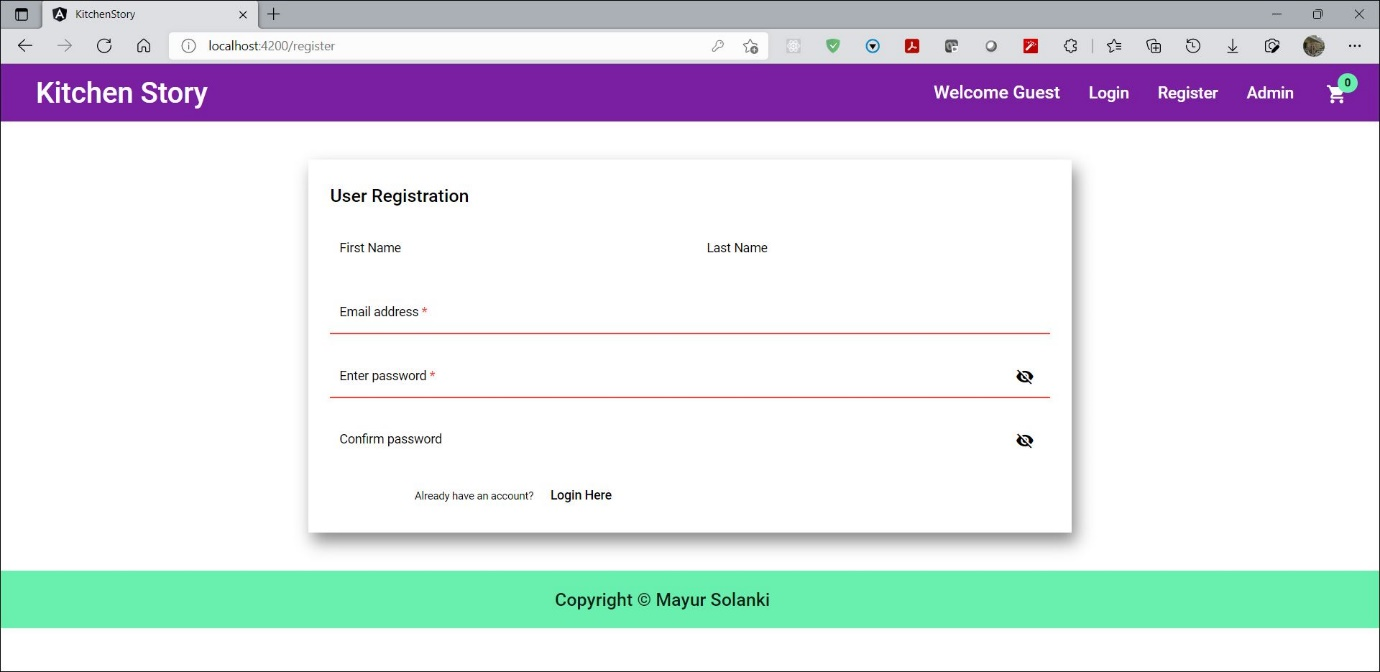 KitchenStory
localhost:4200/register
Kitchen Story
Welcome Guest Login Register Admin 0
User Registration
First Name Last Name
Email address *
Enter password *
Confirm password
Already have an account? Login Here
Copyright © Mayur Solanki